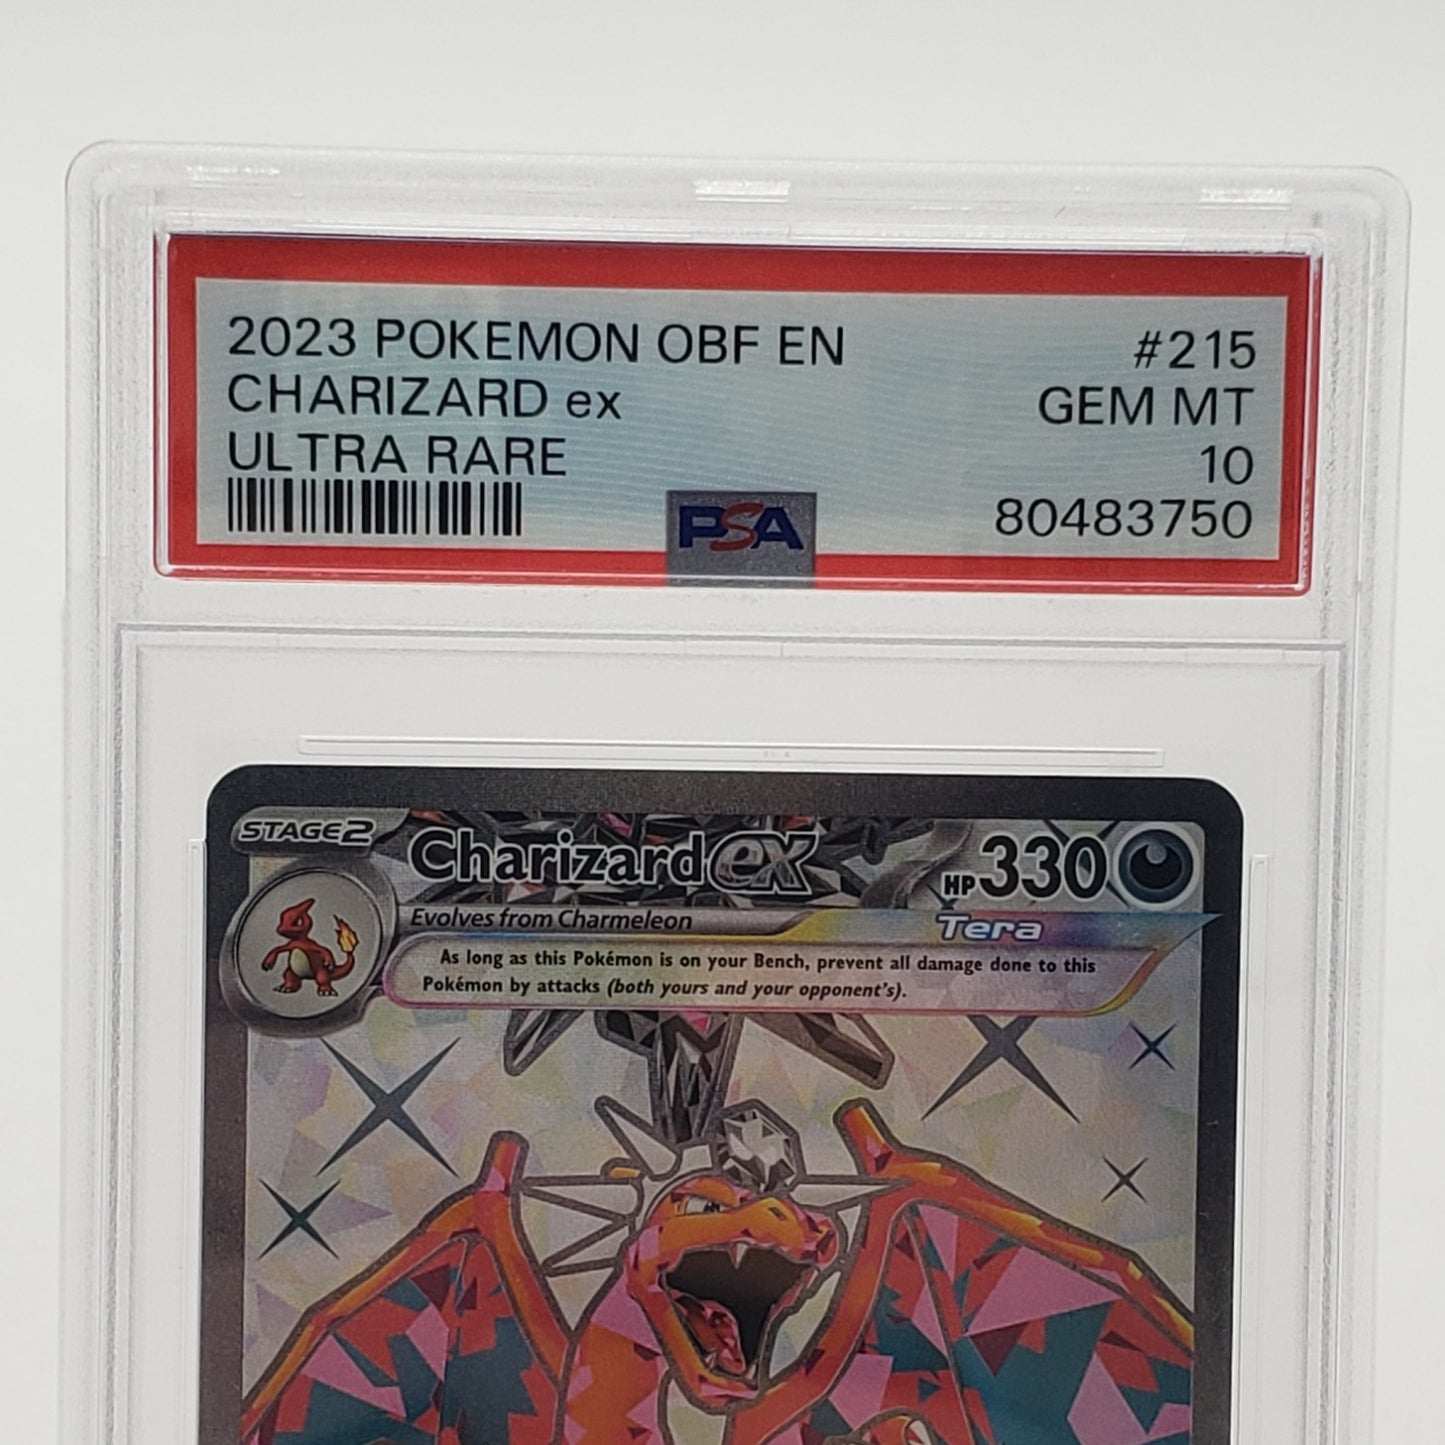 2023 POKEMON OBF EN #215
CHARIZARD ex GEM MT
ULTRA RARE 10
PSA 80483750
STAGE2 Charizard ex HP 330
Evolves from Charmeleon Tera
As long as this Pokémon is on your Bench, prevent all damage done to this
Pokémon by attacks (both yours and your opponent's).